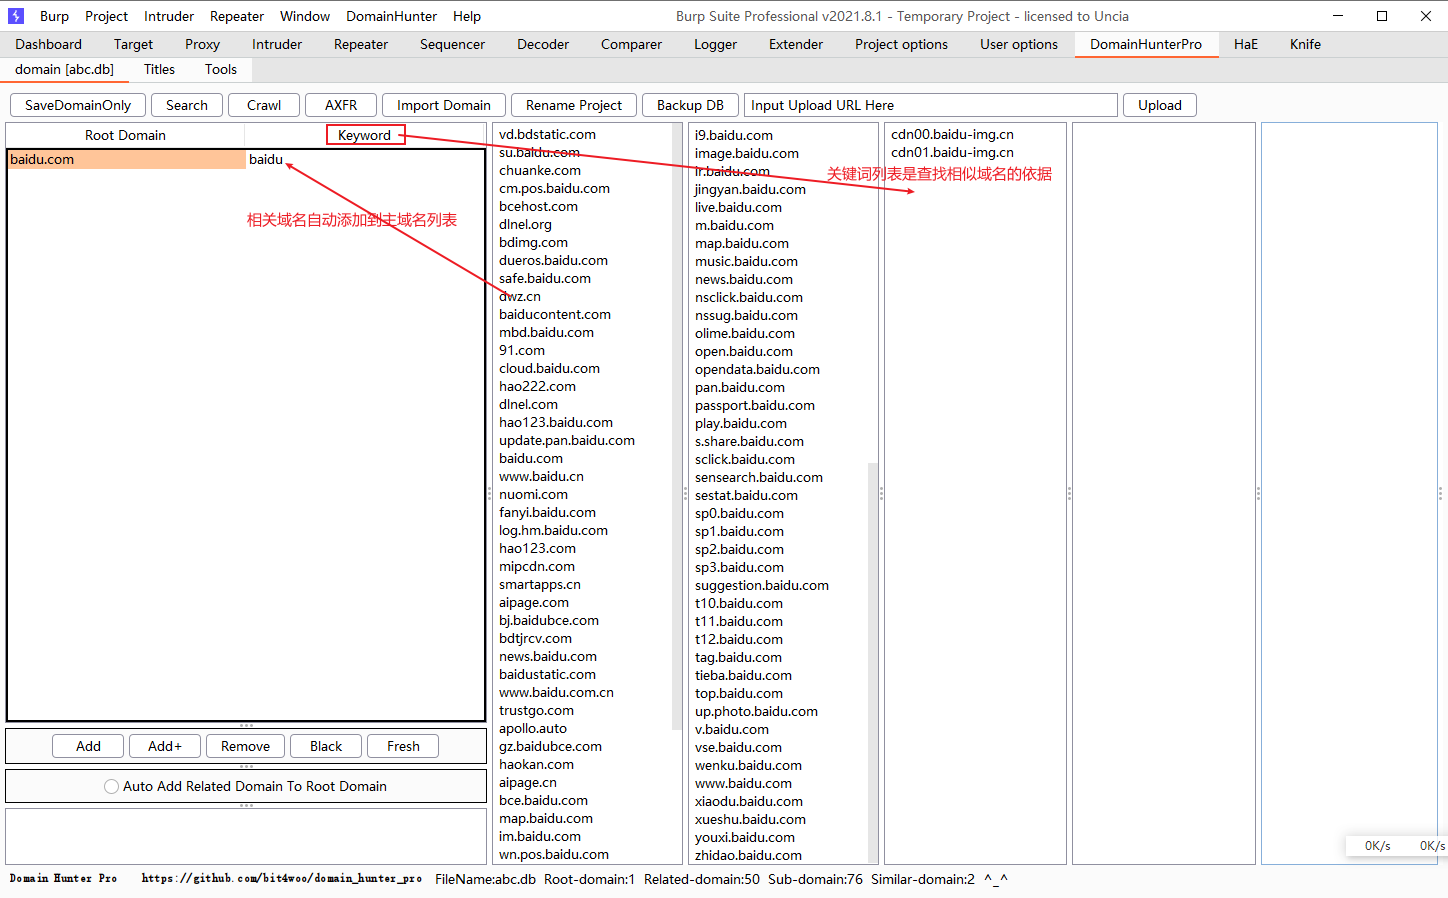 Burp Project Intruder Repeater Window DomainHunter Help Burp Suite Professional v2021.8.1 - Temporary Project - licensed to Uncia
Dashboard Target Proxy Intruder Repeater Sequencer Decoder Comparer Logger Extender Project options User options DomainHunterPro HaE Knife
domain [abc.db] Titles Tools
SaveDomainOnly Search Crawl AXFR Import Domain Rename Project Backup DB Input Upload URL Here Upload
Root Domain Keyword
baidu.com baidu
相关域名自动添加到主域名列表
Add Add+ Remove Black Fresh
Auto Add Related Domain To Root Domain
vd.bdstatic.com
su.baidu.com
chuanke.com
cm.pos.baidu.com
bcehost.com
dlnel.org
bdimg.com
dueros.baidu.com
safe.baidu.com
dwz.cn
baiducontent.com
mbd.baidu.com
91.com
cloud.baidu.com
hao222.com
dlnel.com
hao123.baidu.com
update.pan.baidu.com
baidu.com
www.baidu.cn
nuomi.com
fanyi.baidu.com
log.hm.baidu.com
hao123.com
mipcdn.com
smartapps.cn
aipage.com
bj.baidubce.com
bdtjrcv.com
news.baidu.com
baidustatic.com
www.baidu.com.cn
trustgo.com
apollo.auto
gz.baidubce.com
haokan.com
aipage.cn
bce.baidu.com
map.baidu.com
im.baidu.com
wn.pos.baidu.com
i9.baidu.com
image.baidu.com
ir.baidu.com
jingyan.baidu.com
live.baidu.com
m.baidu.com
map.baidu.com
music.baidu.com
news.baidu.com
nsclick.baidu.com
nssug.baidu.com
olime.baidu.com
open.baidu.com
opendata.baidu.com
pan.baidu.com
passport.baidu.com
play.baidu.com
s.share.baidu.com
sclick.baidu.com
sensearch.baidu.com
sestat.baidu.com
sp0.baidu.com
sp1.baidu.com
sp2.baidu.com
sp3.baidu.com
suggestion.baidu.com
t10.baidu.com
t11.baidu.com
t12.baidu.com
tag.baidu.com
tieba.baidu.com
top.baidu.com
up.photo.baidu.com
v.baidu.com
vse.baidu.com
wenku.baidu.com
www.baidu.com
xiaodu.baidu.com
xueshu.baidu.com
youxi.baidu.com
zhidao.baidu.com
cdn00.baidu-img.cn
cdn01.baidu-img.cn
关键词列表是查找相似域名的依据
0K/s 0K/s
Domain Hunter Pro https://github.com/bit4woo/domain_hunter_pro FileName:abc.db Root-domain:1 Related-domain:50 Sub-domain:76 Similar-domain:2 ^_^